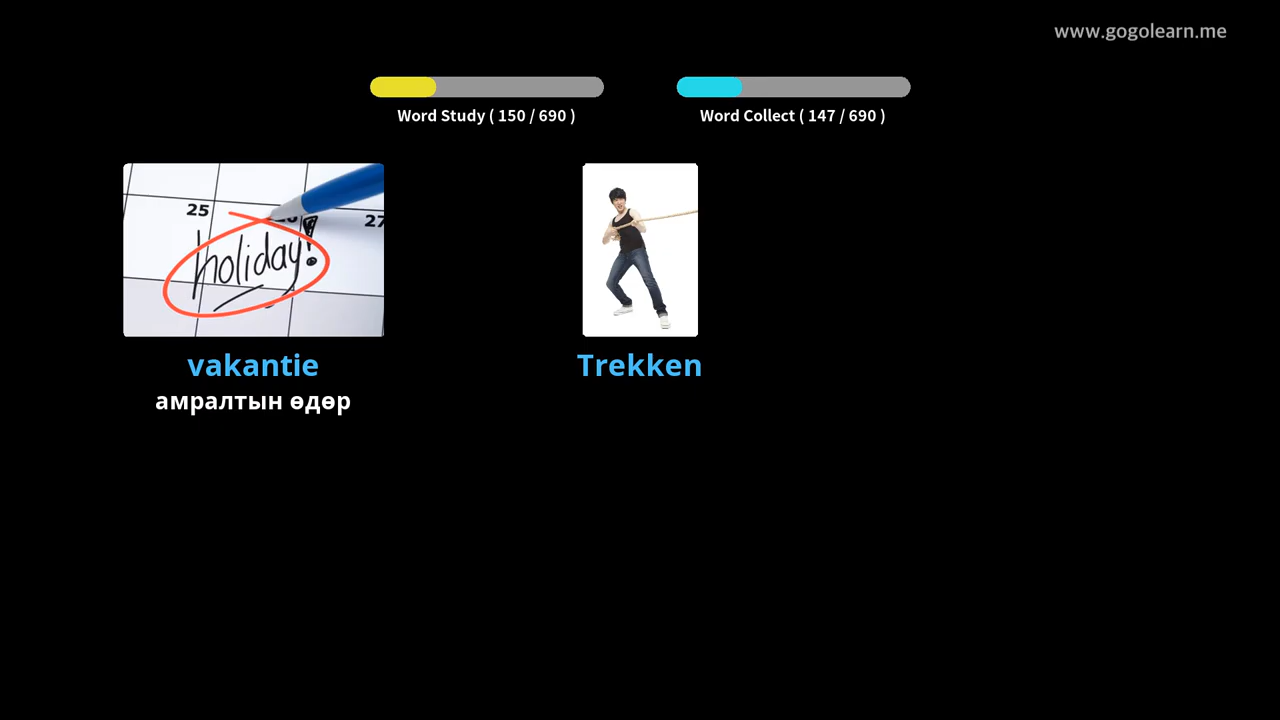 www.gogolearn.me
Word Study ( 150 / 690 )
Word Collect ( 147 / 690 )
25
27
holiday!
vakantie
Trekken
амралтын өдөр